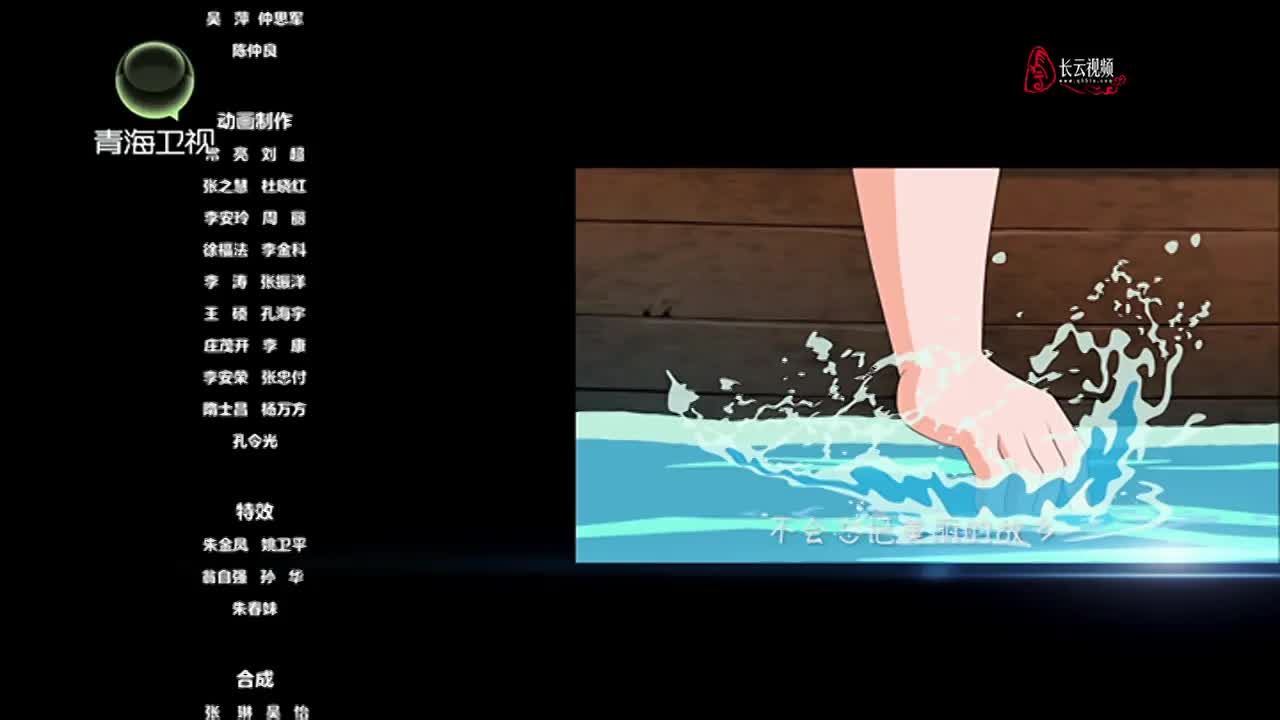 吴 萍 仲思军
陈仲良
青海卫视
长云视频
动画制作
常 亮 刘 超
张之慧 杜晓红
李安玲 周 丽
徐福法 李金科
李 涛 张振洋
王 硕 孔海宇
庄茂开 李 康
李安荣 张忠付
隋士昌 杨万方
孔令光
特效
朱金凤 姚卫平
翁自强 孙 华
朱春妹
合成
张 琳 吴 怡
不会忘记美丽的故乡